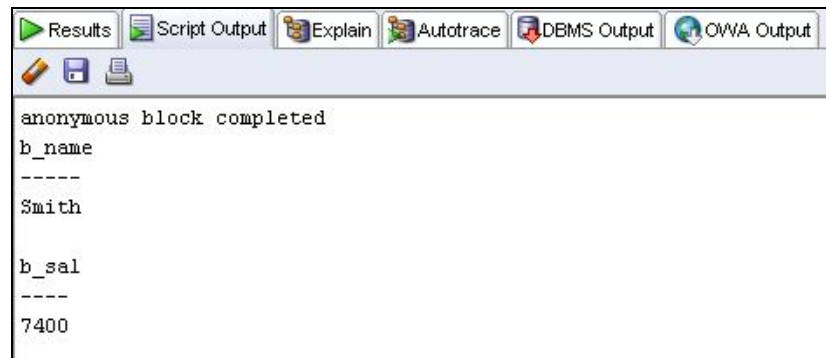 Results Script Output Explain Autotrace DBMS Output OWA Output
anonymous block completed
b_name
-----
Smith
b_sal
----
7400